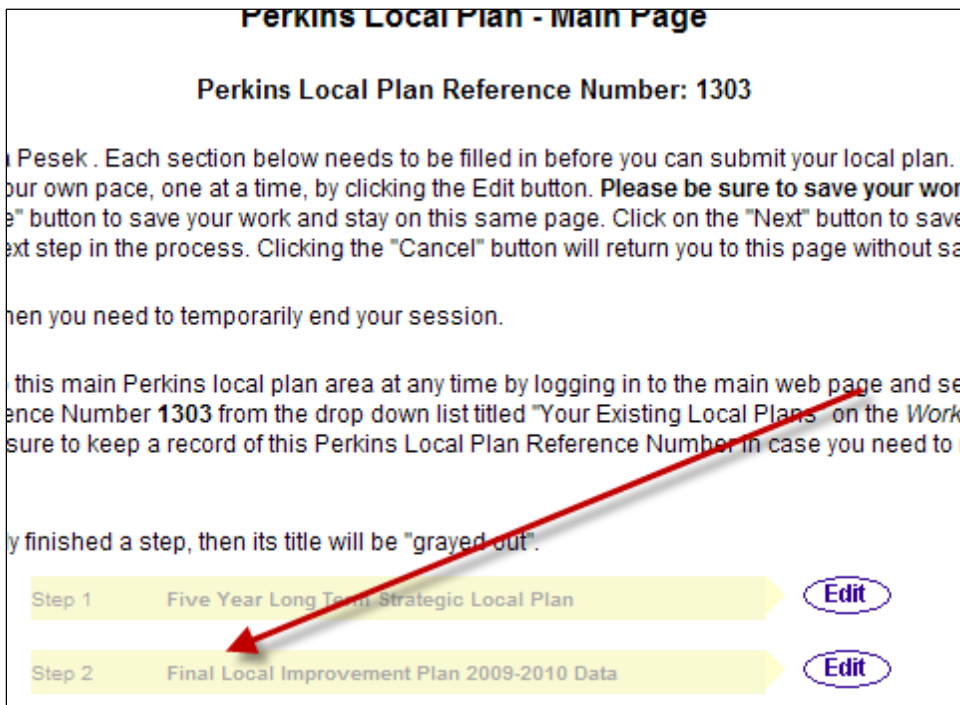 Perkins Local Plan - Main Page
Perkins Local Plan Reference Number: 1303
Pesek . Each section below needs to be filled in before you can submit your local plan.
our own pace, one at a time, by clicking the Edit button. Please be sure to save your wor
e" button to save your work and stay on this same page. Click on the "Next" button to save
ext step in the process. Clicking the "Cancel" button will return you to this page without sa
hen you need to temporarily end your session.
this main Perkins local plan area at any time by logging in to the main web page and se
ence Number 1303 from the drop down list titled "Your Existing Local Plans" on the Work
sure to keep a record of this Perkins Local Plan Reference Number in case you need to
y finished a step, then its title will be "grayed out".
Step 1 Five Year Long Term Strategic Local Plan Edit
Step 2 Final Local Improvement Plan 2009-2010 Data Edit